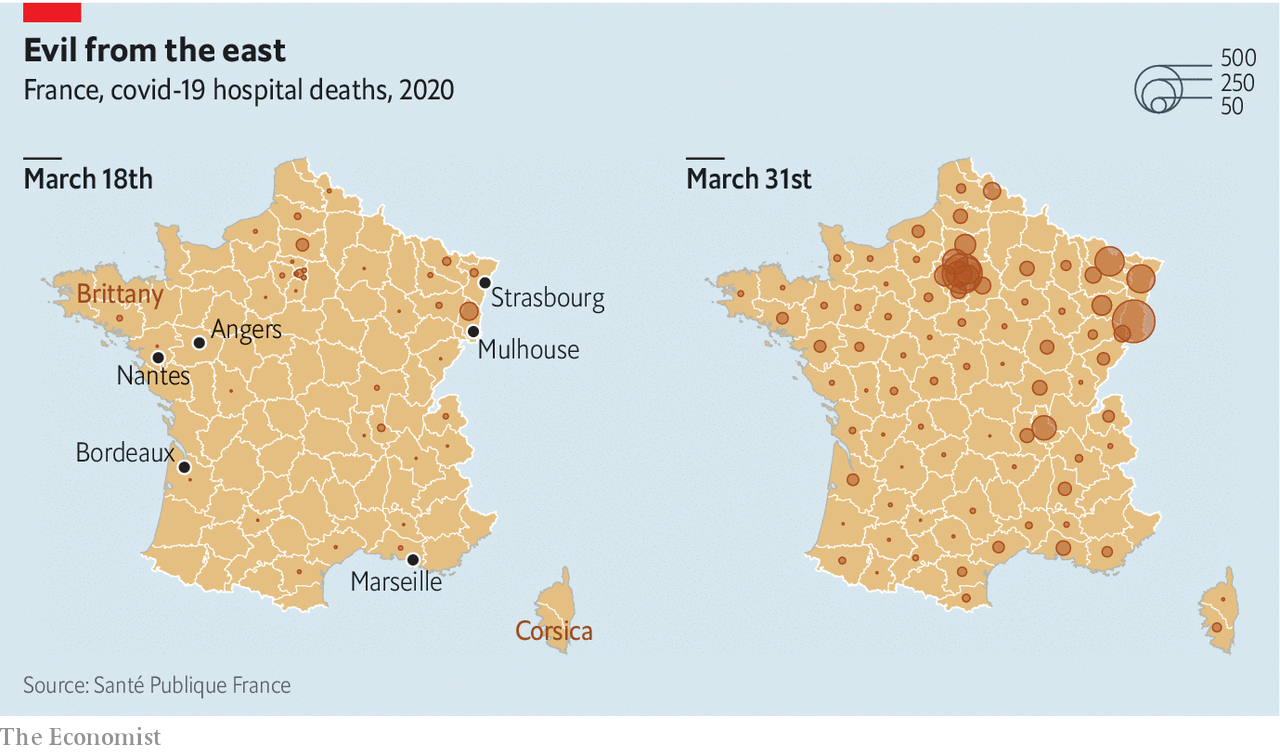 Evil from the east
France, covid-19 hospital deaths, 2020
500
250
50
March 18th
March 31st
Brittany
Strasbourg
Angers
Mulhouse
Nantes
Bordeaux
Marseille
Corsica
Source: Santé Publique France
The Economist